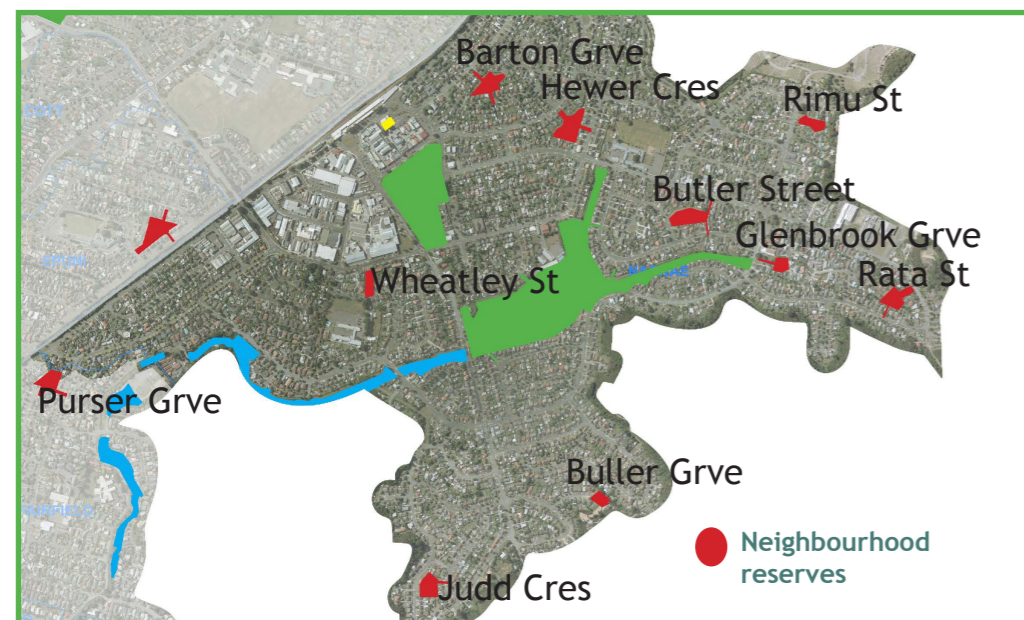 Barton Grve
Hewer Cres
Rimu St
Butler Street
Glenbrook Grve
Wheatley St
Rata St
Purser Grve
Buller Grve
Judd Cres
Neighbourhood
reserves